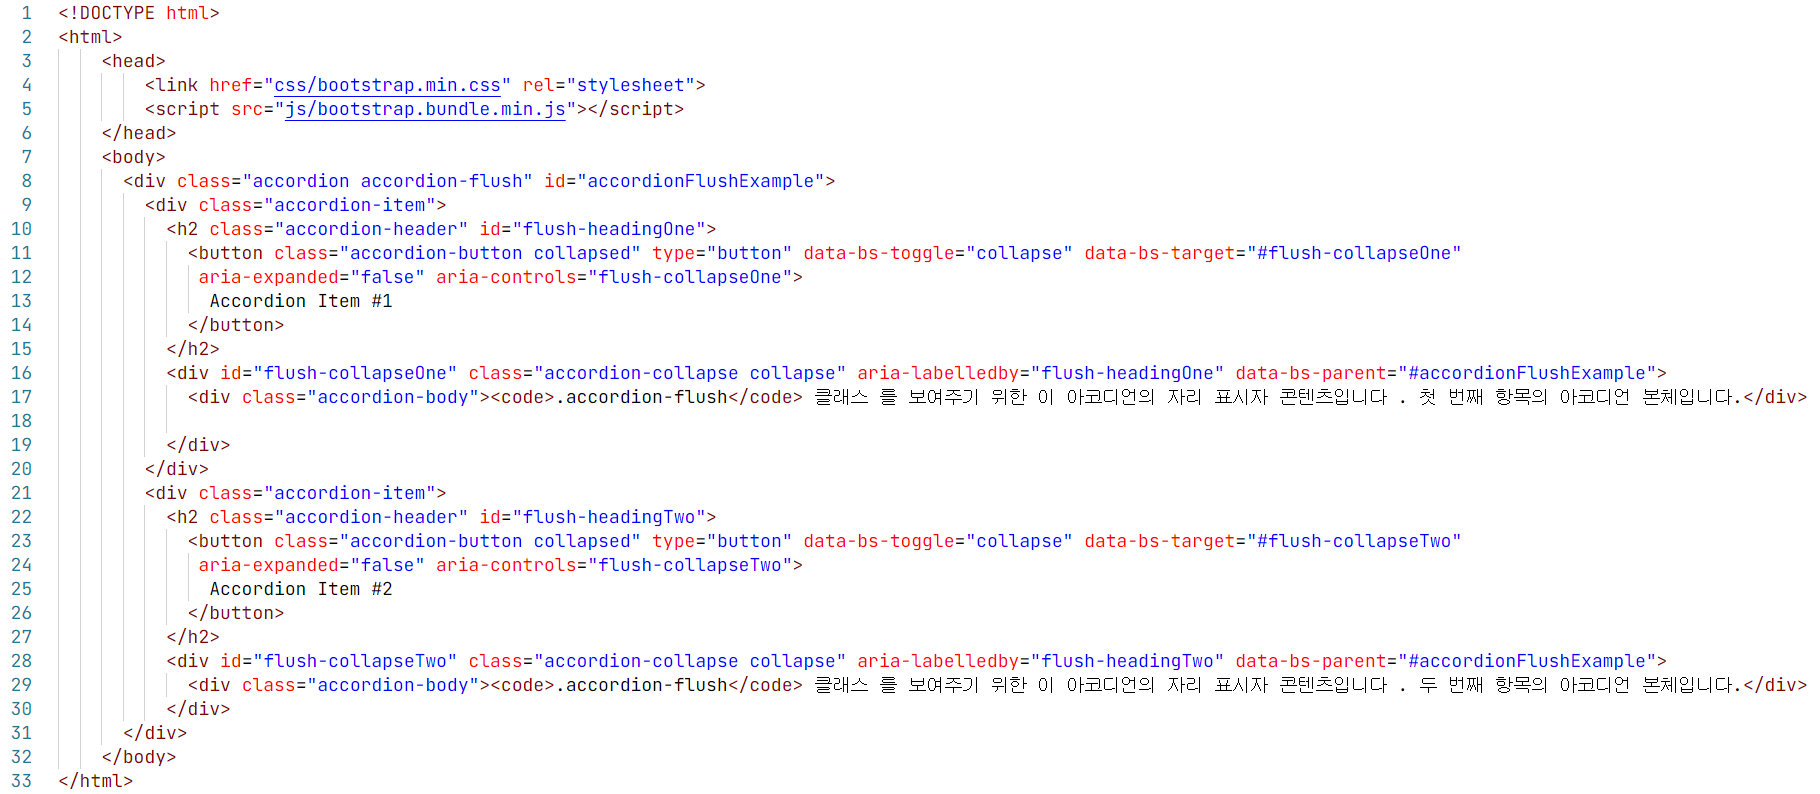 1 <!DOCTYPE html>
2 <html>
3 <head>
4 <link href="css/bootstrap.min.css" rel="stylesheet">
5 <script src="js/bootstrap.bundle.min.js"></script>
6 </head>
7 <body>
8 <div class="accordion accordion-flush" id="accordionFlushExample">
9 <div class="accordion-item">
10 <h2 class="accordion-header" id="flush-headingOne">
11 <button class="accordion-button collapsed" type="button" data-bs-toggle="collapse" data-bs-target="#flush-collapseOne"
12 aria-expanded="false" aria-controls="flush-collapseOne">
13 Accordion Item #1
14 </button>
15 </h2>
16 <div id="flush-collapseOne" class="accordion-collapse collapse" aria-labelledby="flush-headingOne" data-bs-parent="#accordionFlushExample">
17 <div class="accordion-body"><code>.accordion-flush</code> 클래스 를 보여주기 위한 이 아코디언의 자리 표시자 콘텐츠입니다 . 첫 번째 항목의 아코디언 본체입니다.</div>
18
19 </div>
20 </div>
21 <div class="accordion-item">
22 <h2 class="accordion-header" id="flush-headingTwo">
23 <button class="accordion-button collapsed" type="button" data-bs-toggle="collapse" data-bs-target="#flush-collapseTwo"
24 aria-expanded="false" aria-controls="flush-collapseTwo">
25 Accordion Item #2
26 </button>
27 </h2>
28 <div id="flush-collapseTwo" class="accordion-collapse collapse" aria-labelledby="flush-headingTwo" data-bs-parent="#accordionFlushExample">
29 <div class="accordion-body"><code>.accordion-flush</code> 클래스 를 보여주기 위한 이 아코디언의 자리 표시자 콘텐츠입니다 . 두 번째 항목의 아코디언 본체입니다.</div>
30 </div>
31 </div>
32 </body>
33 </html>